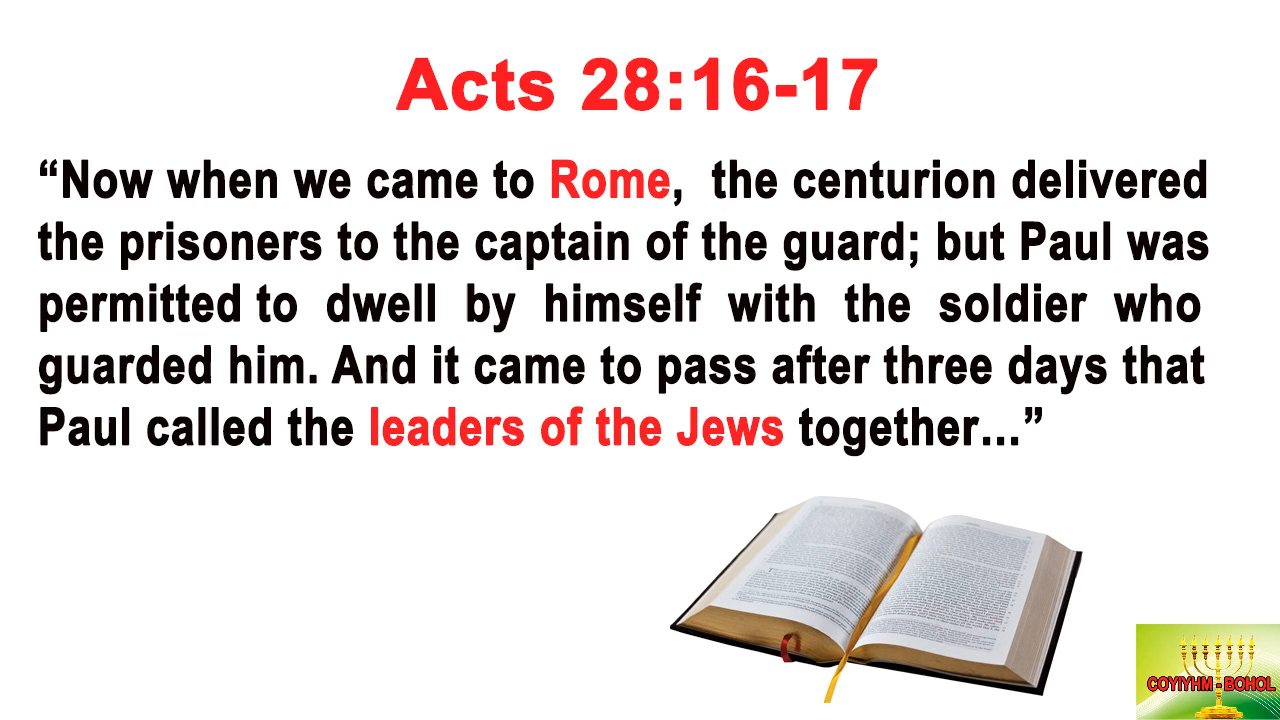 Acts 28:16-17
“Now when we came to Rome,  the centurion delivered
the prisoners to the captain of the guard; but Paul was
permitted to dwell by himself with the soldier who
guarded him. And it came to pass after three days that
Paul called the leaders of the Jews together...”
COYIYHM - BOHOL